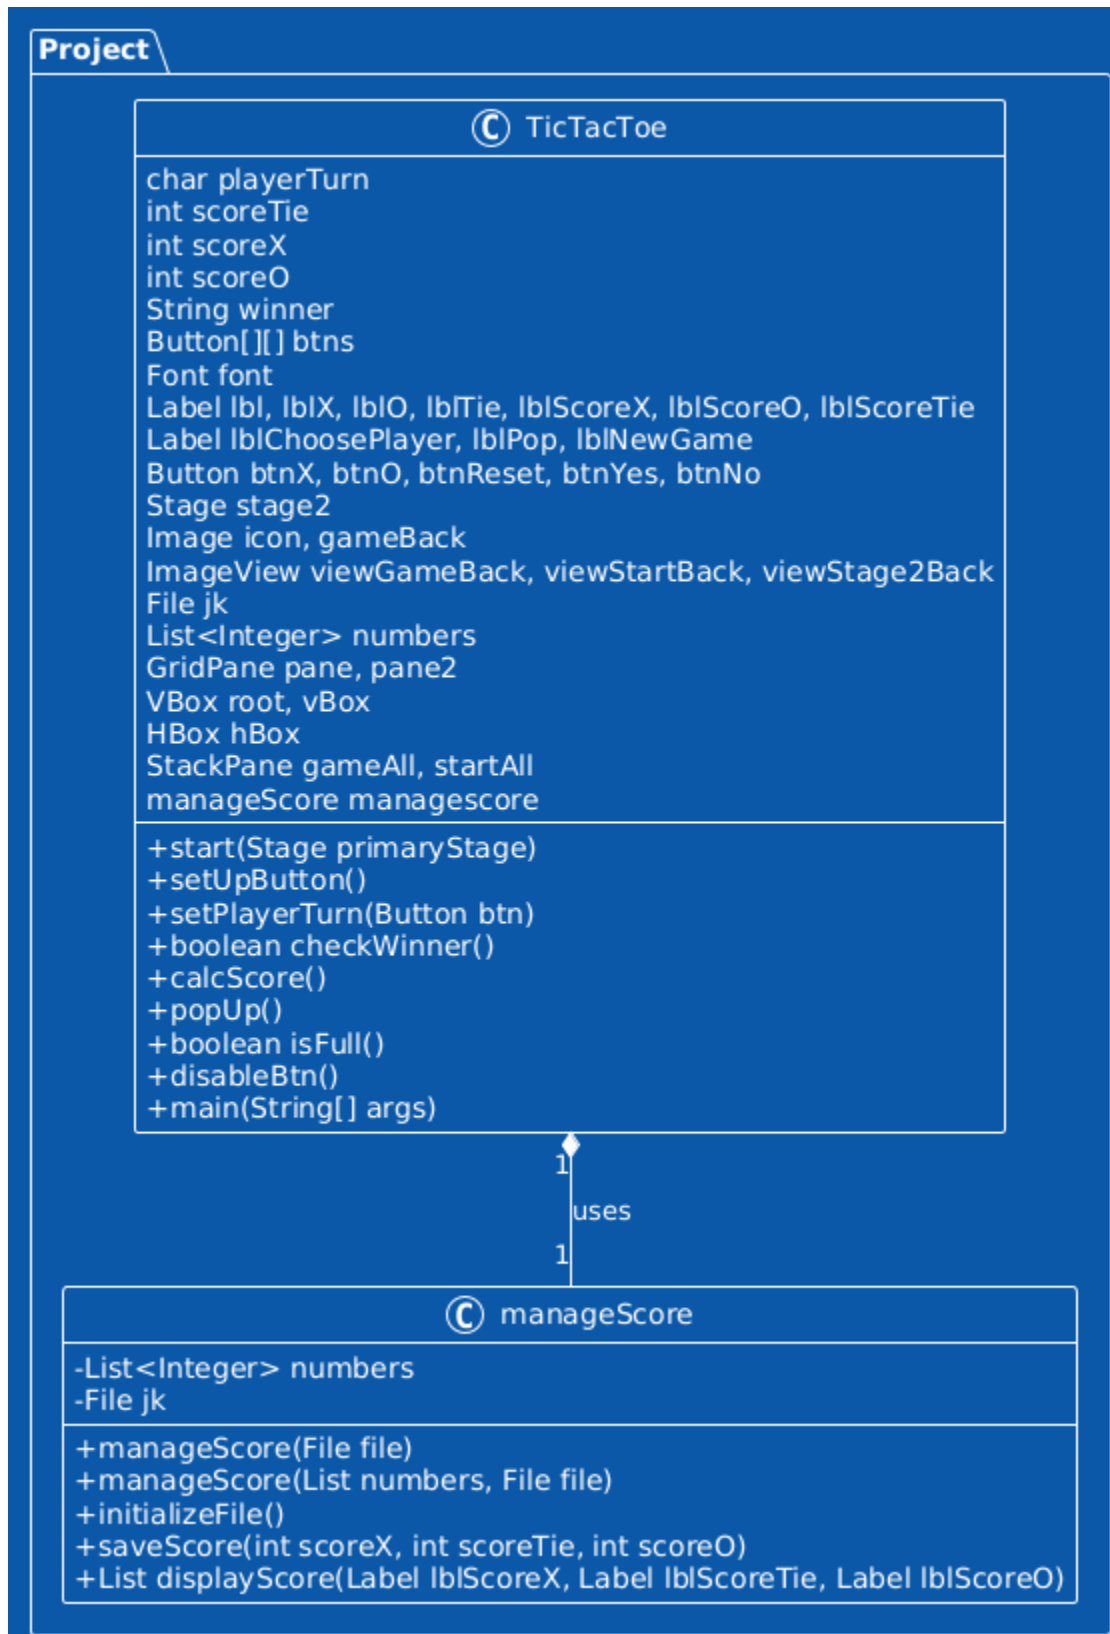 Project
C TicTacToe
char playerTurn
int scoreTie
int scoreX
int scoreO
String winner
Button[][] btns
Font font
Label lbl, lblX, lblO, lblTie, lblScoreX, lblScoreO, lblScoreTie
Label lblChoosePlayer, lblPop, lblNewGame
Button btnX, btnO, btnReset, btnYes, btnNo
Stage stage2
Image icon, gameBack
ImageView viewGameBack, viewStartBack, viewStage2Back
File jk
List<Integer> numbers
GridPane pane, pane2
VBox root, vBox
HBox hBox
StackPane gameAll, startAll
manageScore managescore
+start(Stage primaryStage)
+setUpButton()
+setPlayerTurn(Button btn)
+boolean checkWinner()
+calcScore()
+popUp()
+boolean isFull()
+disableBtn()
+main(String[] args)
1
uses
1
C manageScore
-List<Integer> numbers
-File jk
+manageScore(File file)
+manageScore(List numbers, File file)
+initializeFile()
+saveScore(int scoreX, int scoreTie, int scoreO)
+List displayScore(Label lblScoreX, Label lblScoreTie, Label lblScoreO)